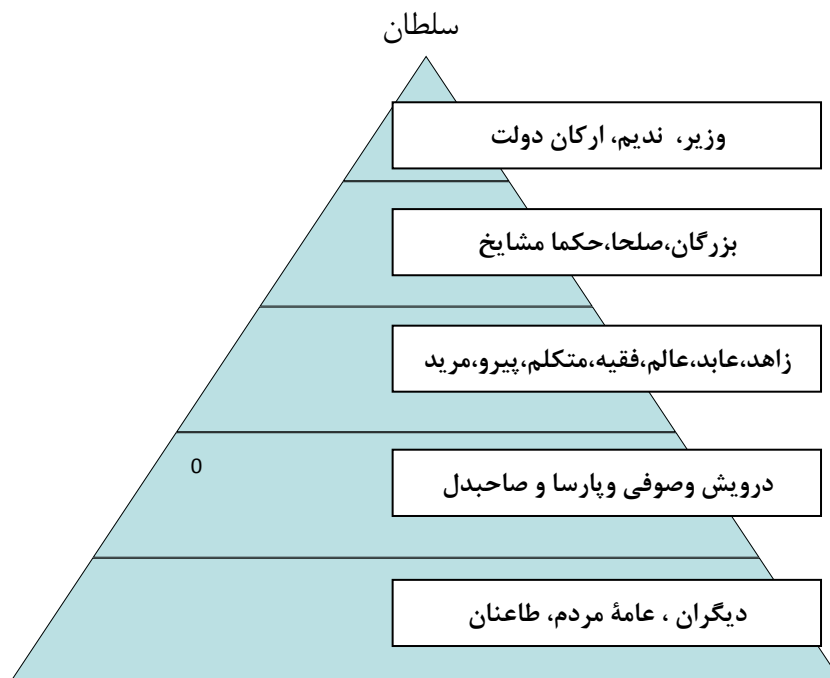 سلطان
وزیر، ندیم، ارکان دولت
بزرگان،صلحا،حکما مشایخ
زاهد،عابد،عالم،فقیه،متکلم،پیرو،مرید
0
درویش وصوفی وپارسا و صاحبدل
دیگران ، عامۀ مردم، طاعنان